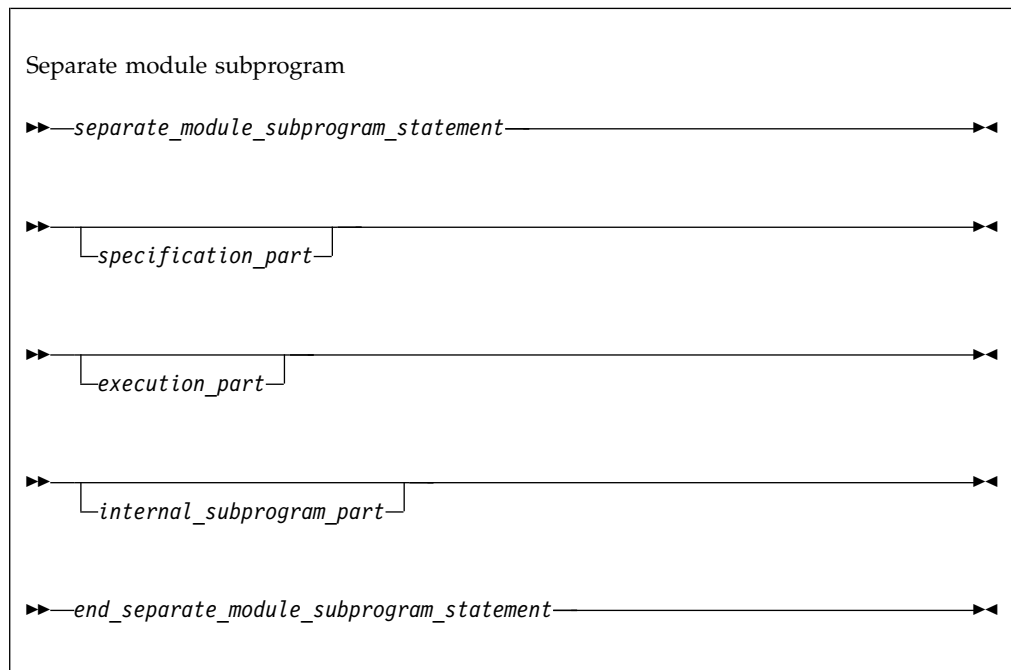 Separate module subprogram
separate_module_subprogram_statement
specification_part
execution_part
internal_subprogram_part
end_separate_module_subprogram_statement